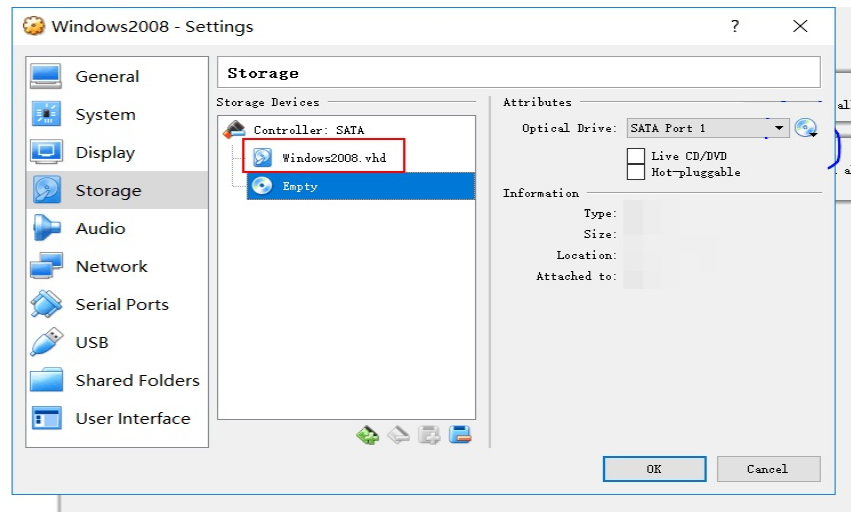 Windows2008 - Settings
?
General
System
Display
Storage
Audio
Network
Serial Ports
USB
Shared Folders
User Interface
Storage
Storage Devices
Controller: SATA
Windows2008.vhd
Empty
Attributes
Optical Drive: SATA Port 1
Live CD/DVD
Hot-pluggable
Information
Type:
Size:
Location:
Attached to:
OK
Cancel